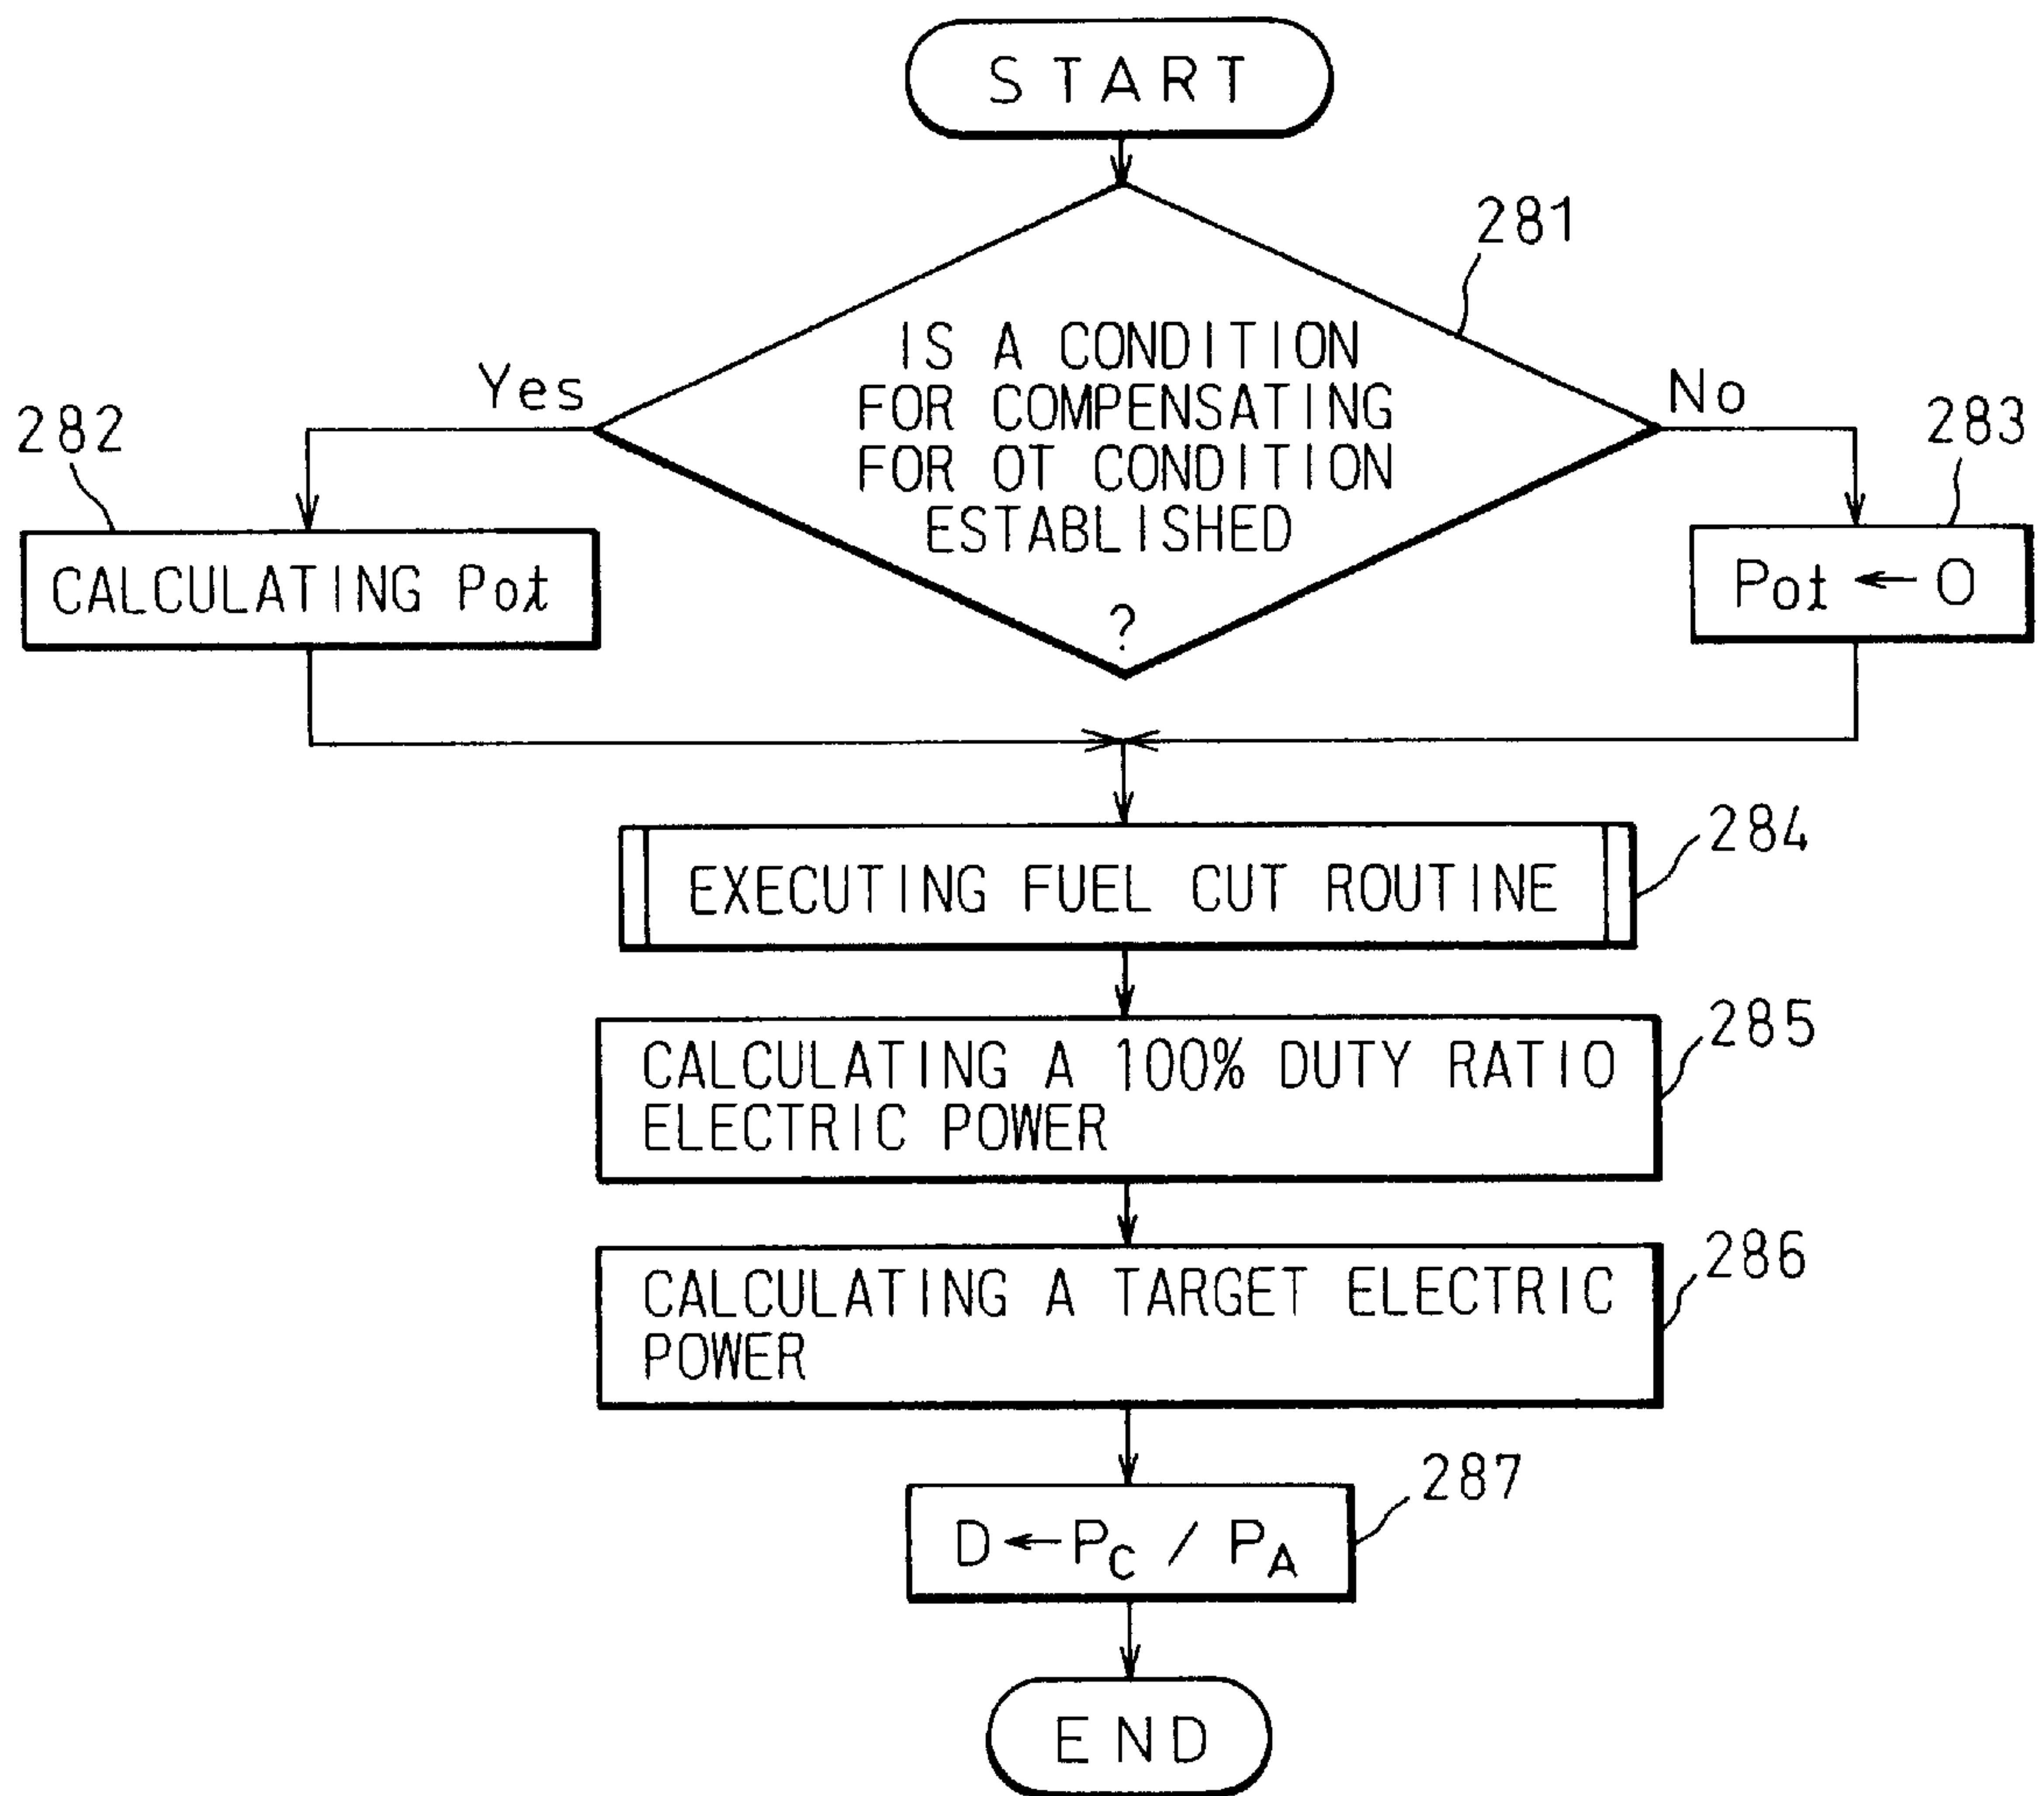 START
281
IS A CONDITION
FOR COMPENSATING
FOR OT CONDITION
ESTABLISHED
?
Yes
No
282
283
CALCULATING Pot
Pot ← 0
284
EXECUTING FUEL CUT ROUTINE
285
CALCULATING A 100% DUTY RATIO
ELECTRIC POWER
286
CALCULATING A TARGET ELECTRIC
POWER
287
D ← PC / PA
END